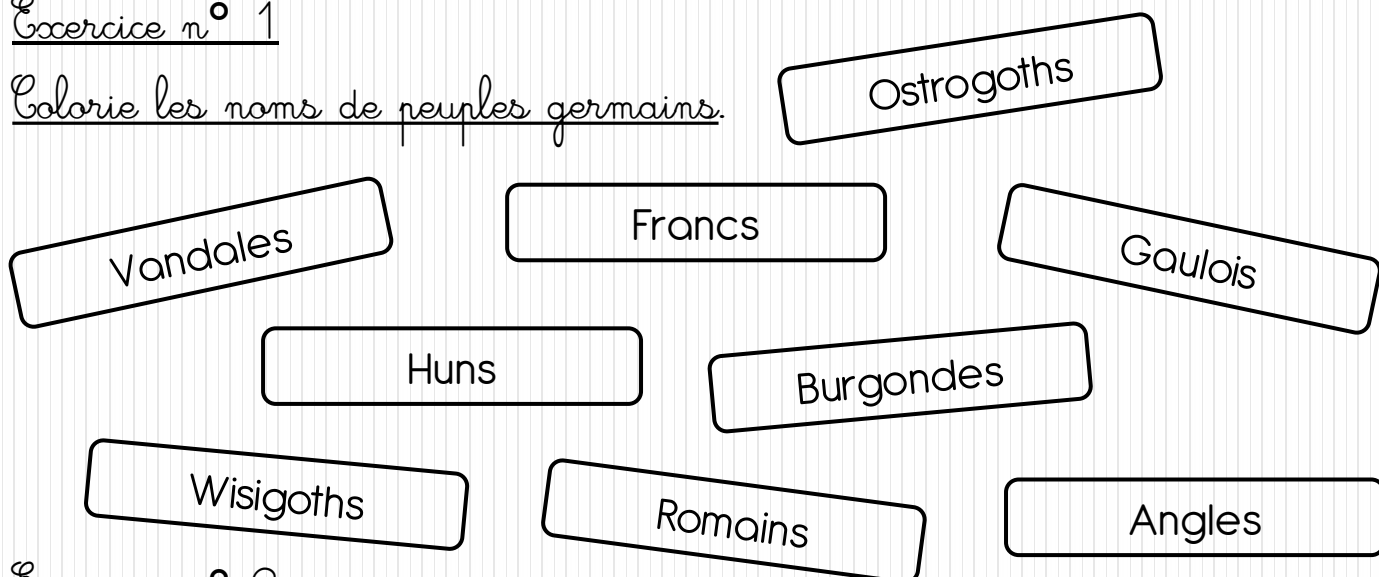 Exercice n° 1
Colorie les noms de peuples germains.
Ostrogoths
Vandales
Francs
Gaulois
Huns
Burgondes
Wisigoths
Romains
Angles